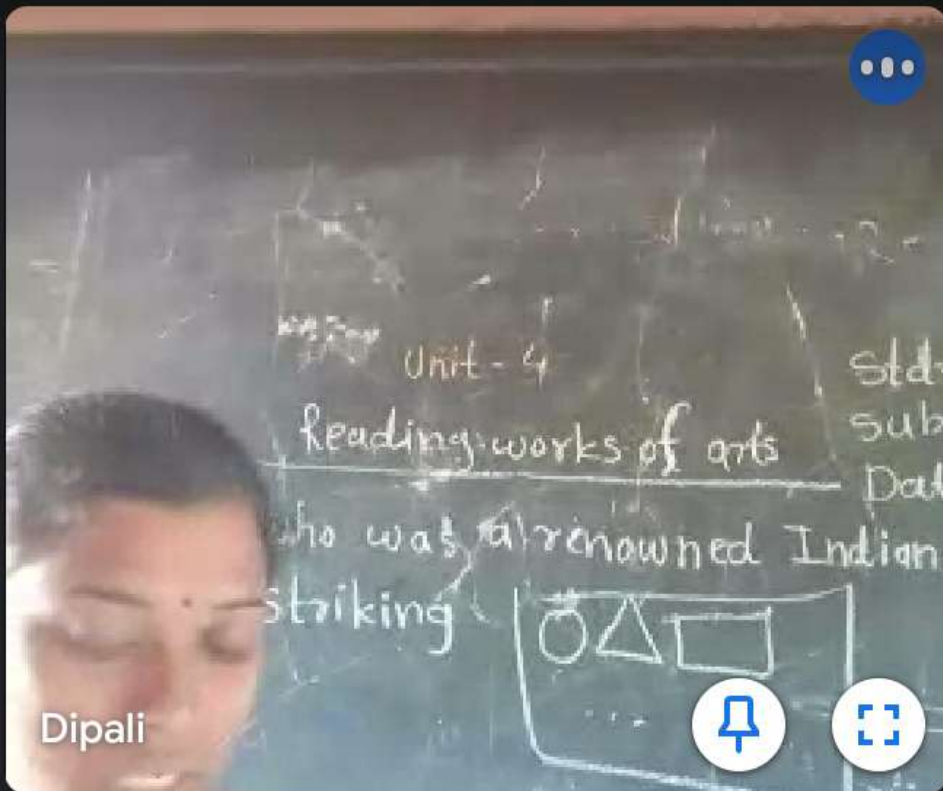 Unit - 4
Reading works of arts
Std
Sub
Dat
ho was a renowned Indian
striking
Dipali